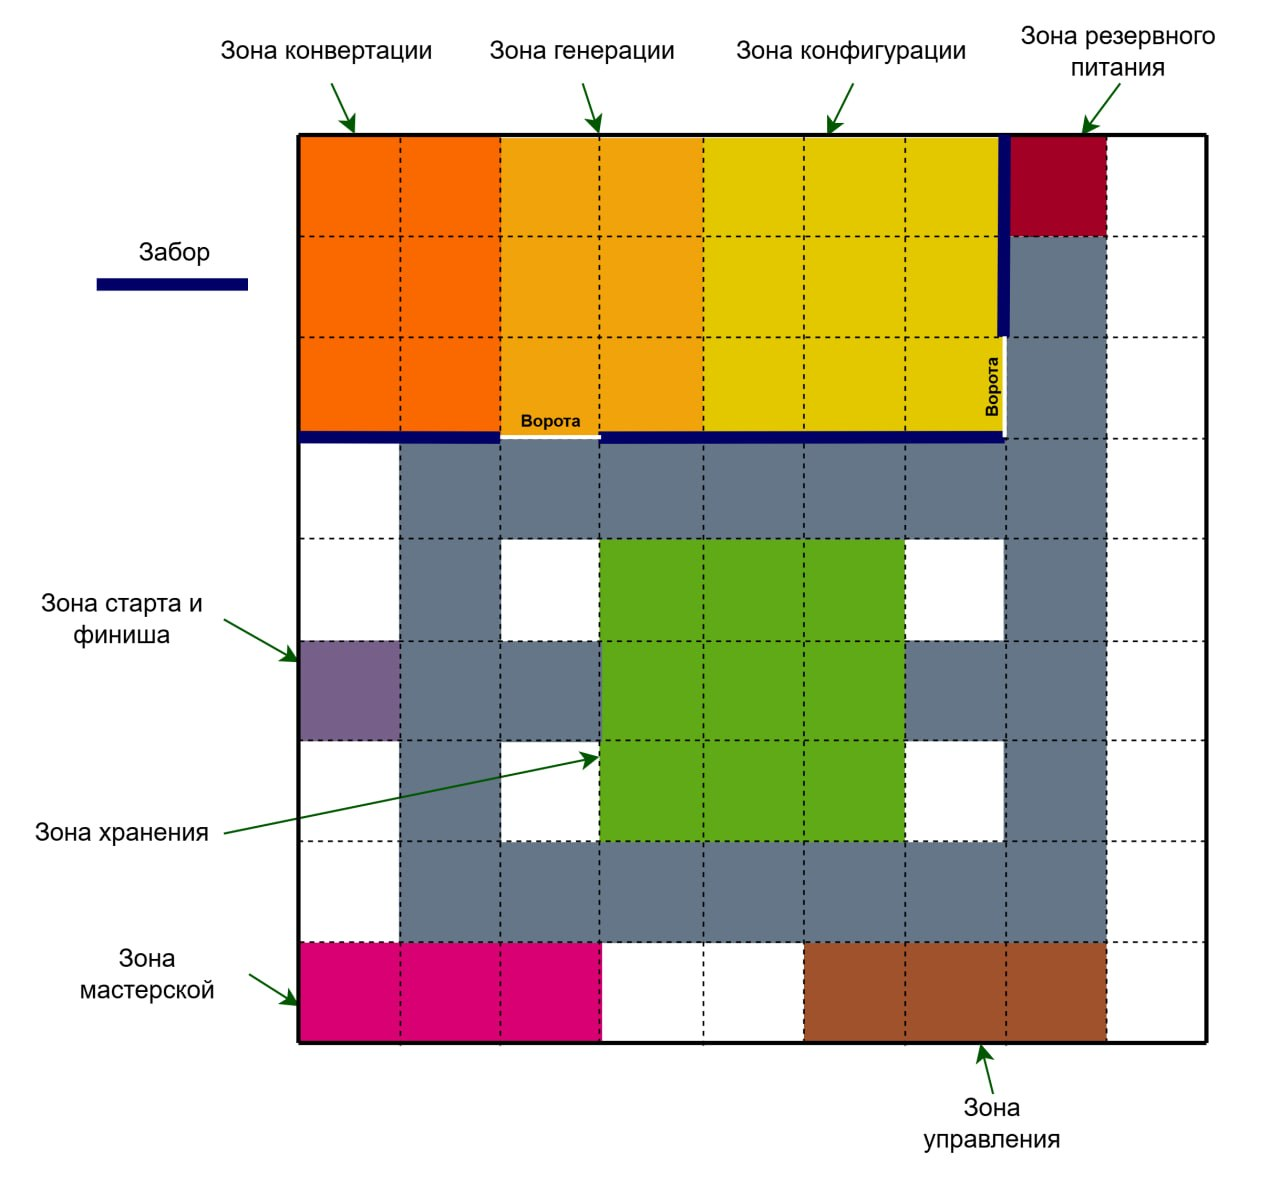 Зона конвертации
Зона генерации
Зона конфигурации
Зона резервного
питания
Забор
Ворота
Ворота
Зона старта и
финиша
Зона хранения
Зона
мастерской
Зона
управления